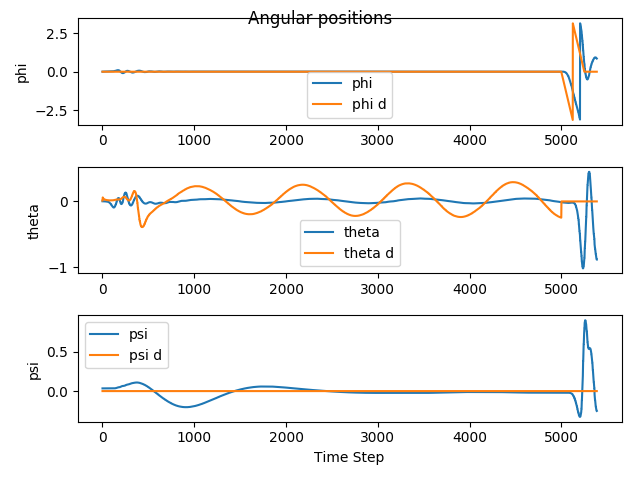 Angular positions
2.5
0.0
−2.5
phi
phi
phi d
0 1000 2000 3000 4000 5000
0
−1
theta
theta
theta d
0 1000 2000 3000 4000 5000
0.5
0.0
psi
psi
psi d
0 1000 2000 3000 4000 5000
Time Step